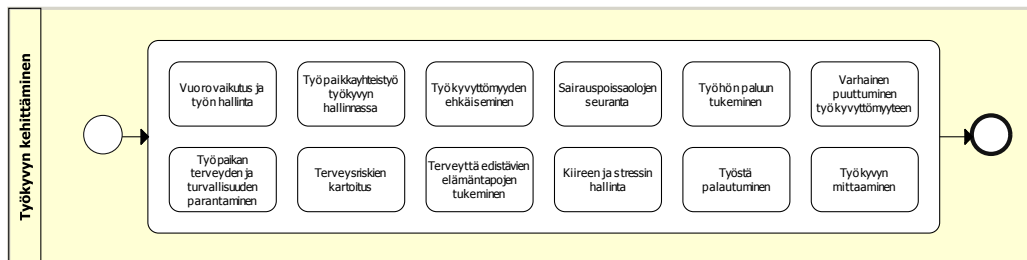 Työkyvyn kehittäminen
Vuorovaikutus ja
työn hallinta
Työpaikkayhteistyö
työkyvyn
hallinnassa
Työkyvyttömyyden
ehkäiseminen
Sairauspoissaolojen
seuranta
Työhön paluun
tukeminen
Varhainen
puuttuminen
työkyvyttömyyteen
Työpaikan
terveyden ja
turvallisuuden
parantaminen
Terveysriskien
kartoitus
Terveyttä edistävien
elämäntapojen
tukeminen
Kiireen ja stressin
hallinta
Työstä
palautuminen
Työkyvyn
mittaaminen